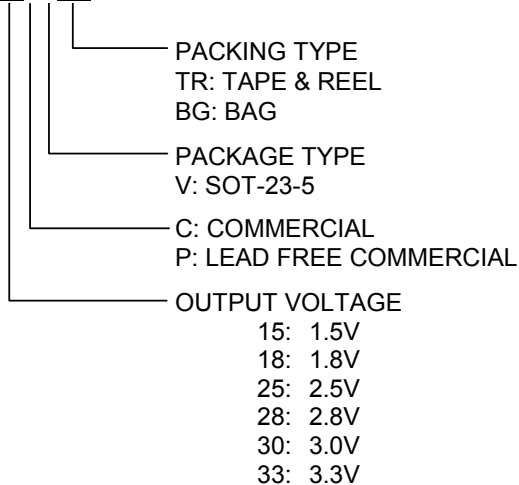 PACKING TYPE
TR: TAPE & REEL
BG: BAG
PACKAGE TYPE
V: SOT-23-5
C: COMMERCIAL
P: LEAD FREE COMMERCIAL
OUTPUT VOLTAGE
15: 1.5V
18: 1.8V
25: 2.5V
28: 2.8V
30: 3.0V
33: 3.3V